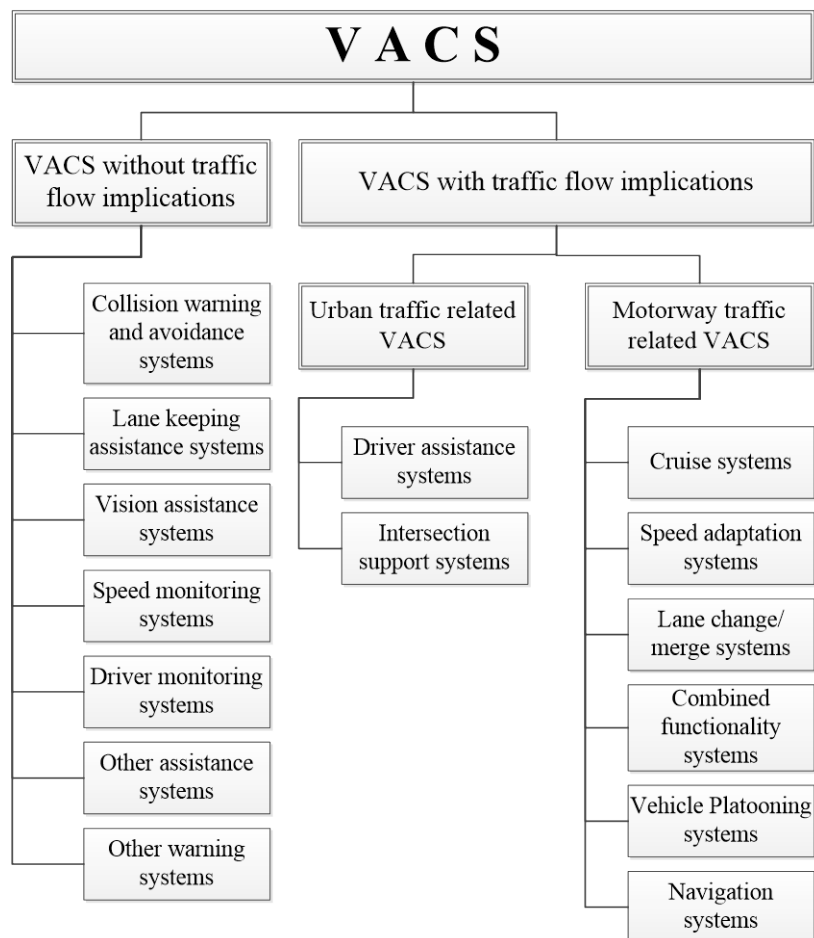 V A C S
VACS without traffic
flow implications
VACS with traffic flow implications
Collision warning
and avoidance
systems
Lane keeping
assistance systems
Vision assistance
systems
Speed monitoring
systems
Driver monitoring
systems
Other assistance
systems
Other warning
systems
Urban traffic related
VACS
Driver assistance
systems
Intersection
support systems
Motorway traffic
related VACS
Cruise systems
Speed adaptation
systems
Lane change/
merge systems
Combined
functionality
systems
Vehicle Platooning
systems
Navigation
systems